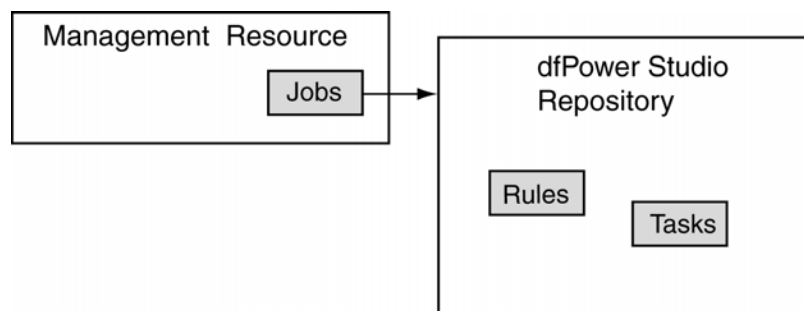 Management Resource
Jobs
dfPower Studio
Repository
Rules
Tasks